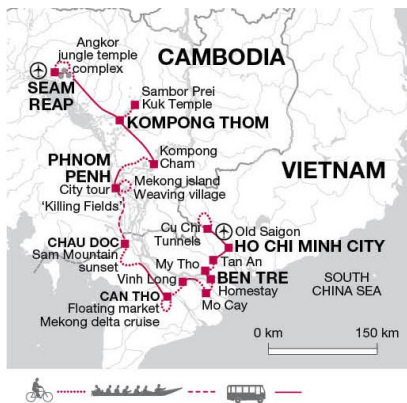 Angkor
jungle temple
complex
CAMBODIA
SEAM
REAP
Sambor Prei
Kuk Temple
KOMPONG THOM
Kompong
Cham
PHNOM
PENH
City tour
'Killing Fields'
Mekong island
Weaving village
VIETNAM
Cu Chi
Tunnels
Old Saigon
HO CHI MINH CITY
CHAU DOC
Sam Mountain
sunset
My Tho
Tan An
Vinh Long
BEN TRE
Homestay
Mo Cay
CAN THO
Floating market
Mekong delta cruise
SOUTH
CHINA SEA
0 km
150 km